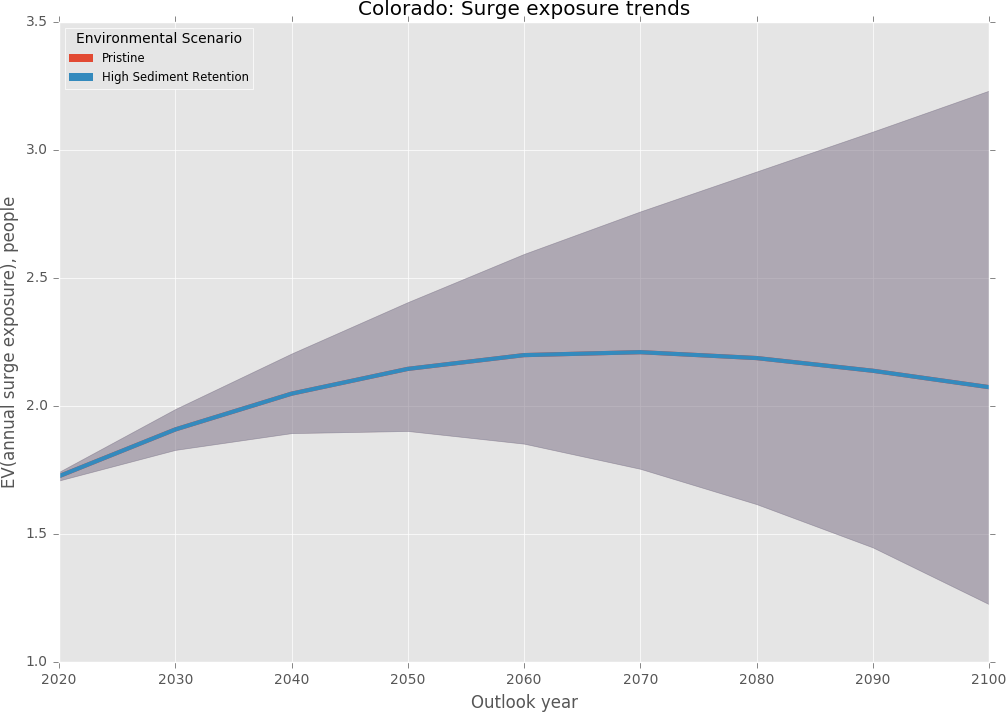 Colorado: Surge exposure trends
Environmental Scenario
Pristine
High Sediment Retention
EV(annual surge exposure), people
3.5
3.0
2.5
2.0
1.5
1.0
2020 2030 2040 2050 2060 2070 2080 2090 2100
Outlook year